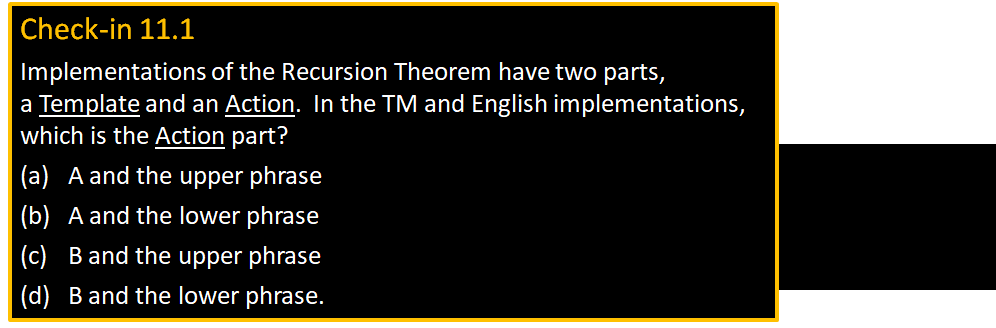 Check-in 11.1
Implementations of the Recursion Theorem have two parts,
a Template and an Action.  In the TM and English implementations,
which is the Action part?
(a) A and the upper phrase
(b) A and the lower phrase
(c) B and the upper phrase
(d) B and the lower phrase.